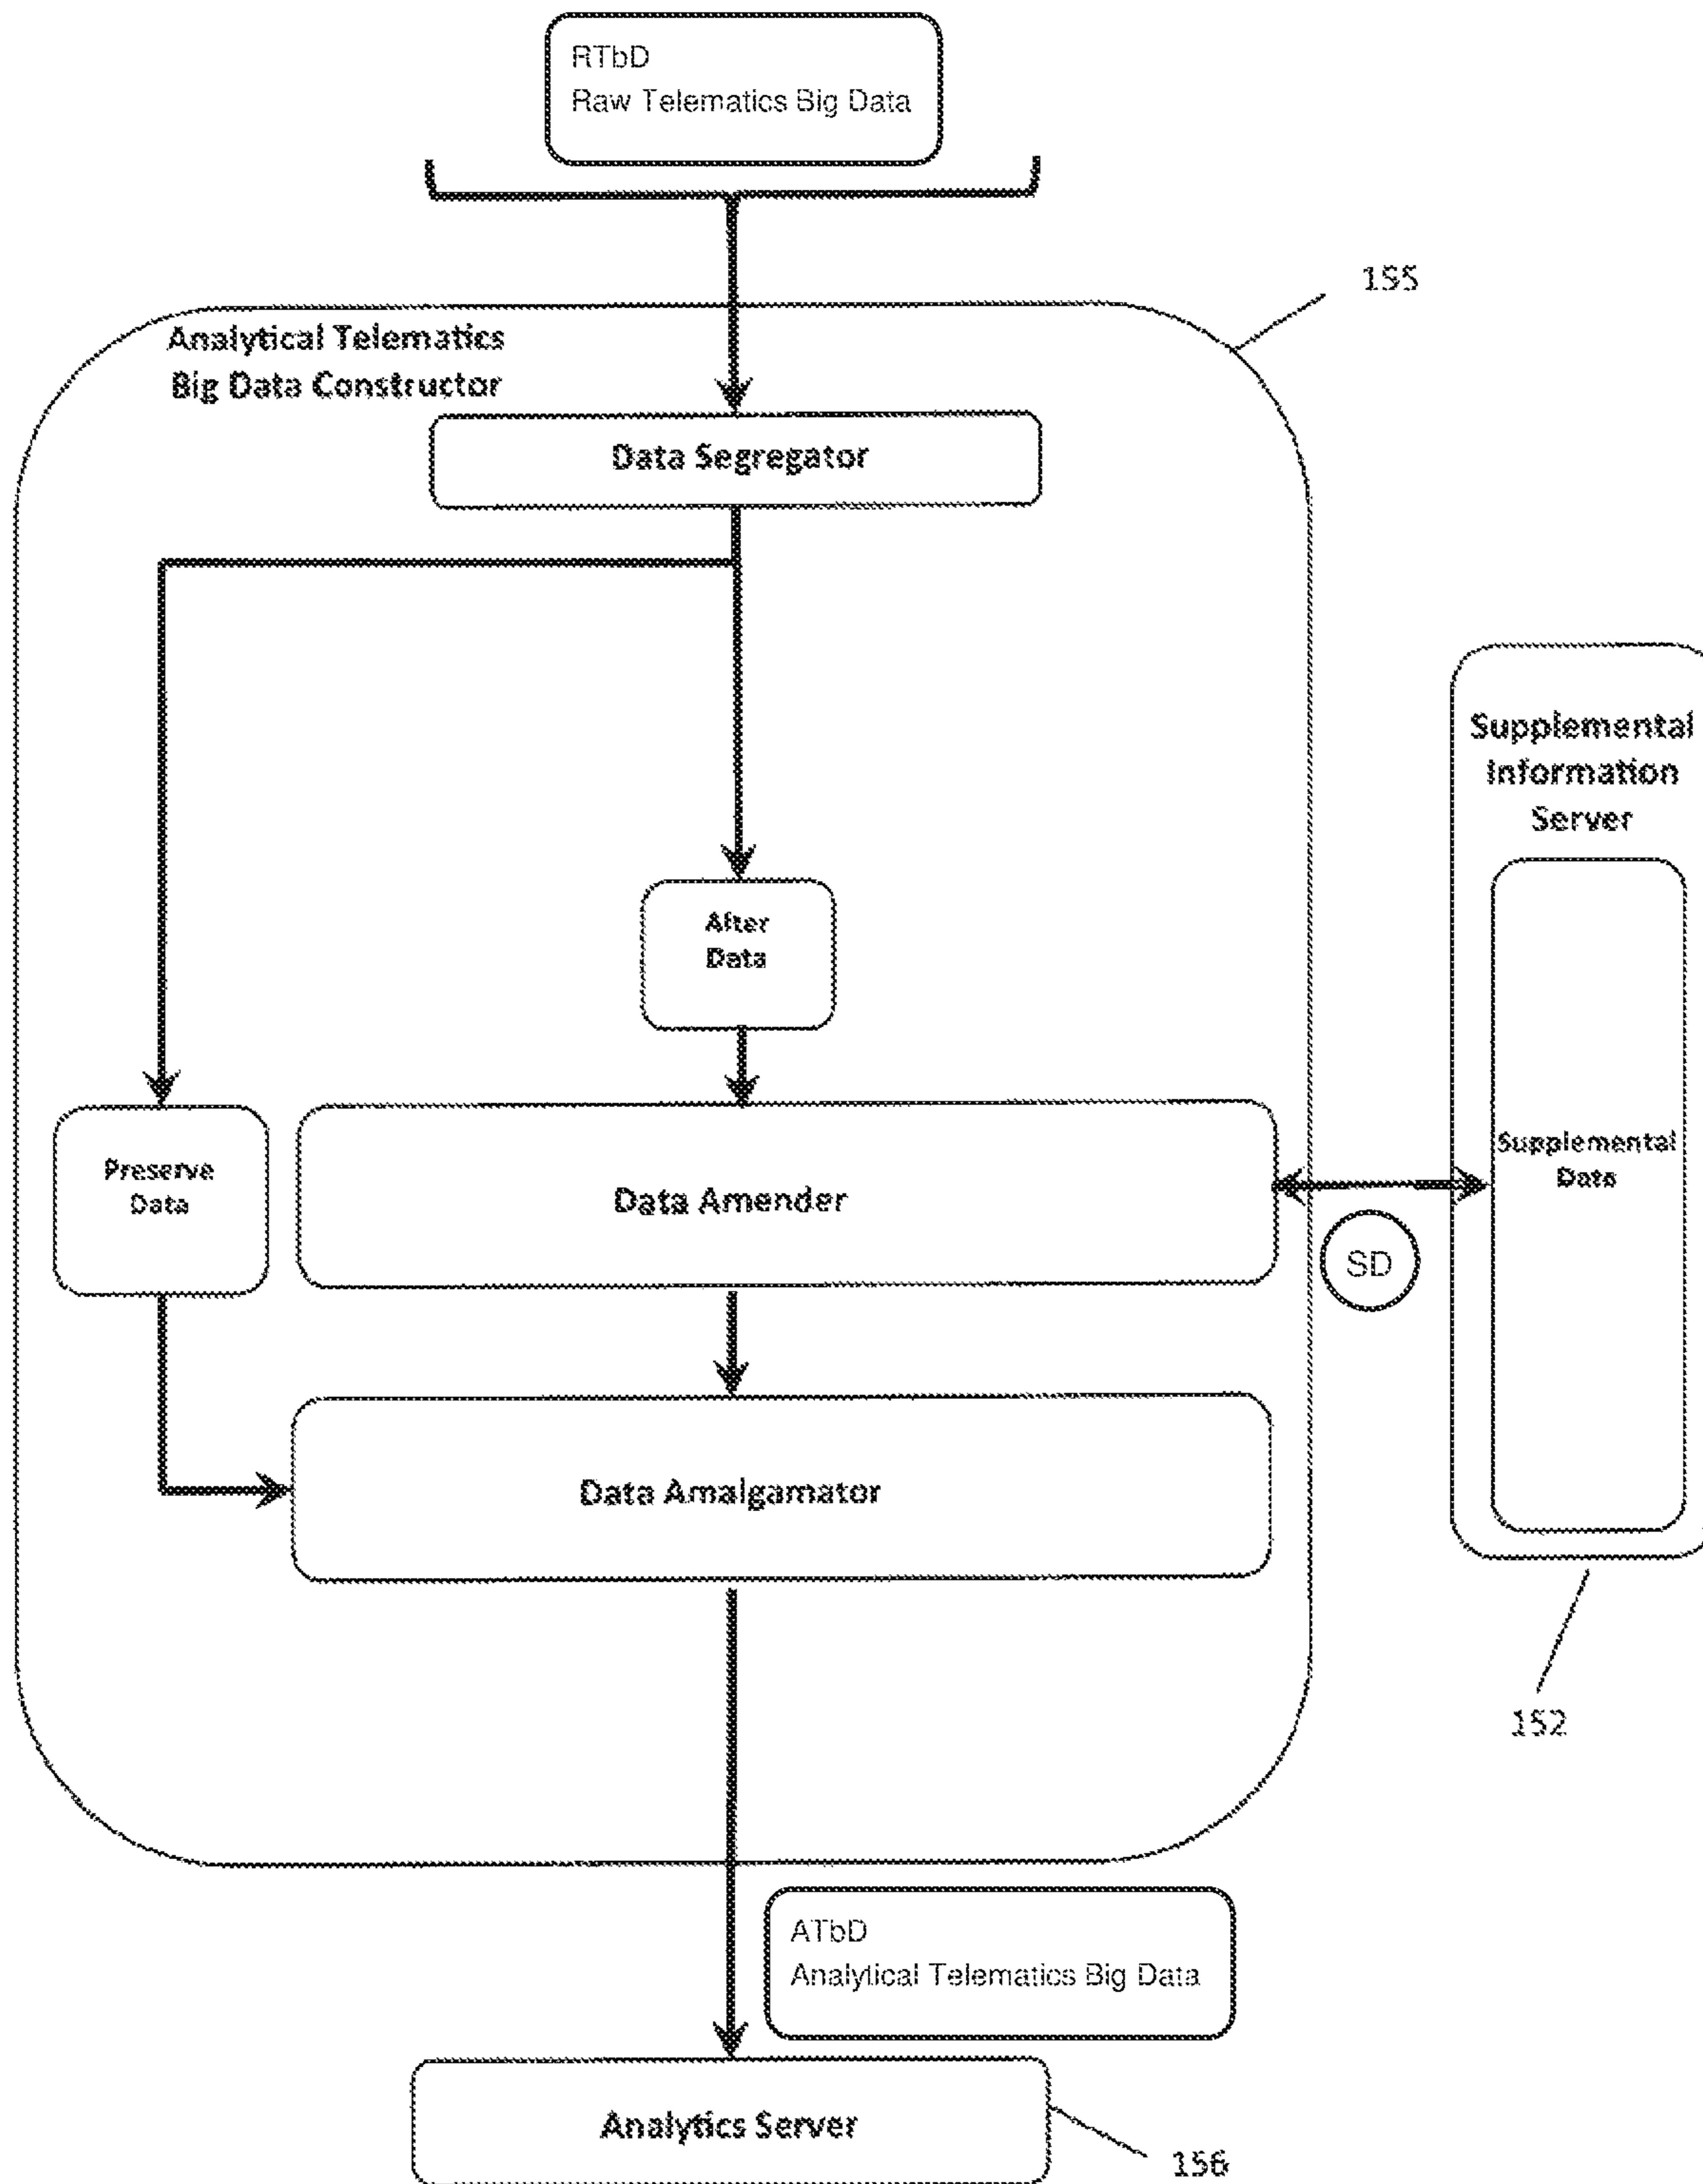 RTbD
Raw Telematics Big Data
155
Analytical Telematics
Big Data Constructor
Data Segregator
Supplemental
Information
Server
Alter
Data
Preserve
Data
Data Amender
Supplemental
Data
SD
Data Amalgamator
152
ATbD
Analytical Telematics Big Data
Analytics Server
156